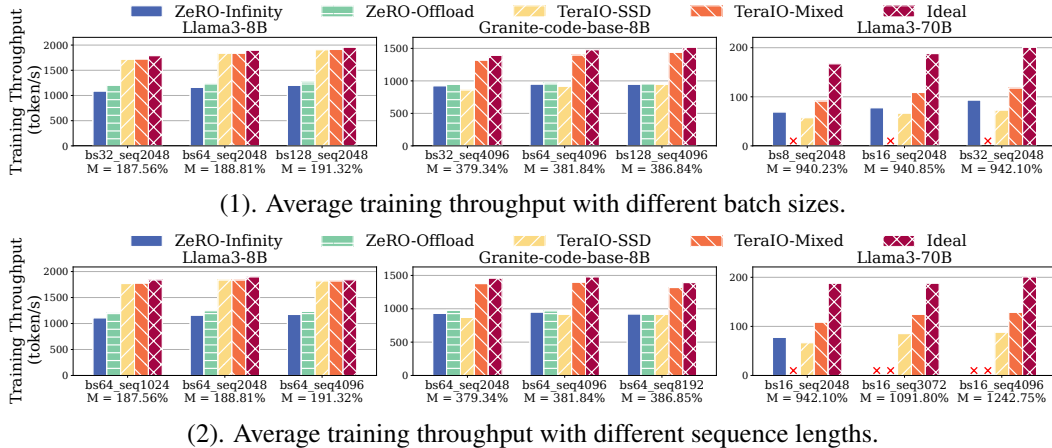 ZeRO-Infinity ZeRO-Offload TeraIO-SSD TeraIO-Mixed Ideal
Llama3-8B Granite-code-base-8B Llama3-70B
Training Throughput
(token/s)
2000
1500
1000
500
0
bs32_seq2048 bs64_seq2048 bs128_seq2048
M = 187.56% M = 188.81% M = 191.32%
1500
1000
500
0
bs32_seq4096 bs64_seq4096 bs128_seq4096
M = 379.34% M = 381.84% M = 386.84%
200
100
0
bs8_seq2048 bs16_seq2048 bs32_seq2048
M = 940.23% M = 940.85% M = 942.10%
(1). Average training throughput with different batch sizes.
ZeRO-Infinity ZeRO-Offload TeraIO-SSD TeraIO-Mixed Ideal
Llama3-8B Granite-code-base-8B Llama3-70B
Training Throughput
(token/s)
2000
1500
1000
500
0
bs64_seq1024 bs64_seq2048 bs64_seq4096
M = 187.56% M = 188.81% M = 191.32%
1500
1000
500
0
bs64_seq2048 bs64_seq4096 bs64_seq8192
M = 379.34% M = 381.84% M = 386.85%
200
100
0
bs16_seq2048 bs16_seq3072 bs16_seq4096
M = 942.10% M = 1091.80% M = 1242.75%
(2). Average training throughput with different sequence lengths.